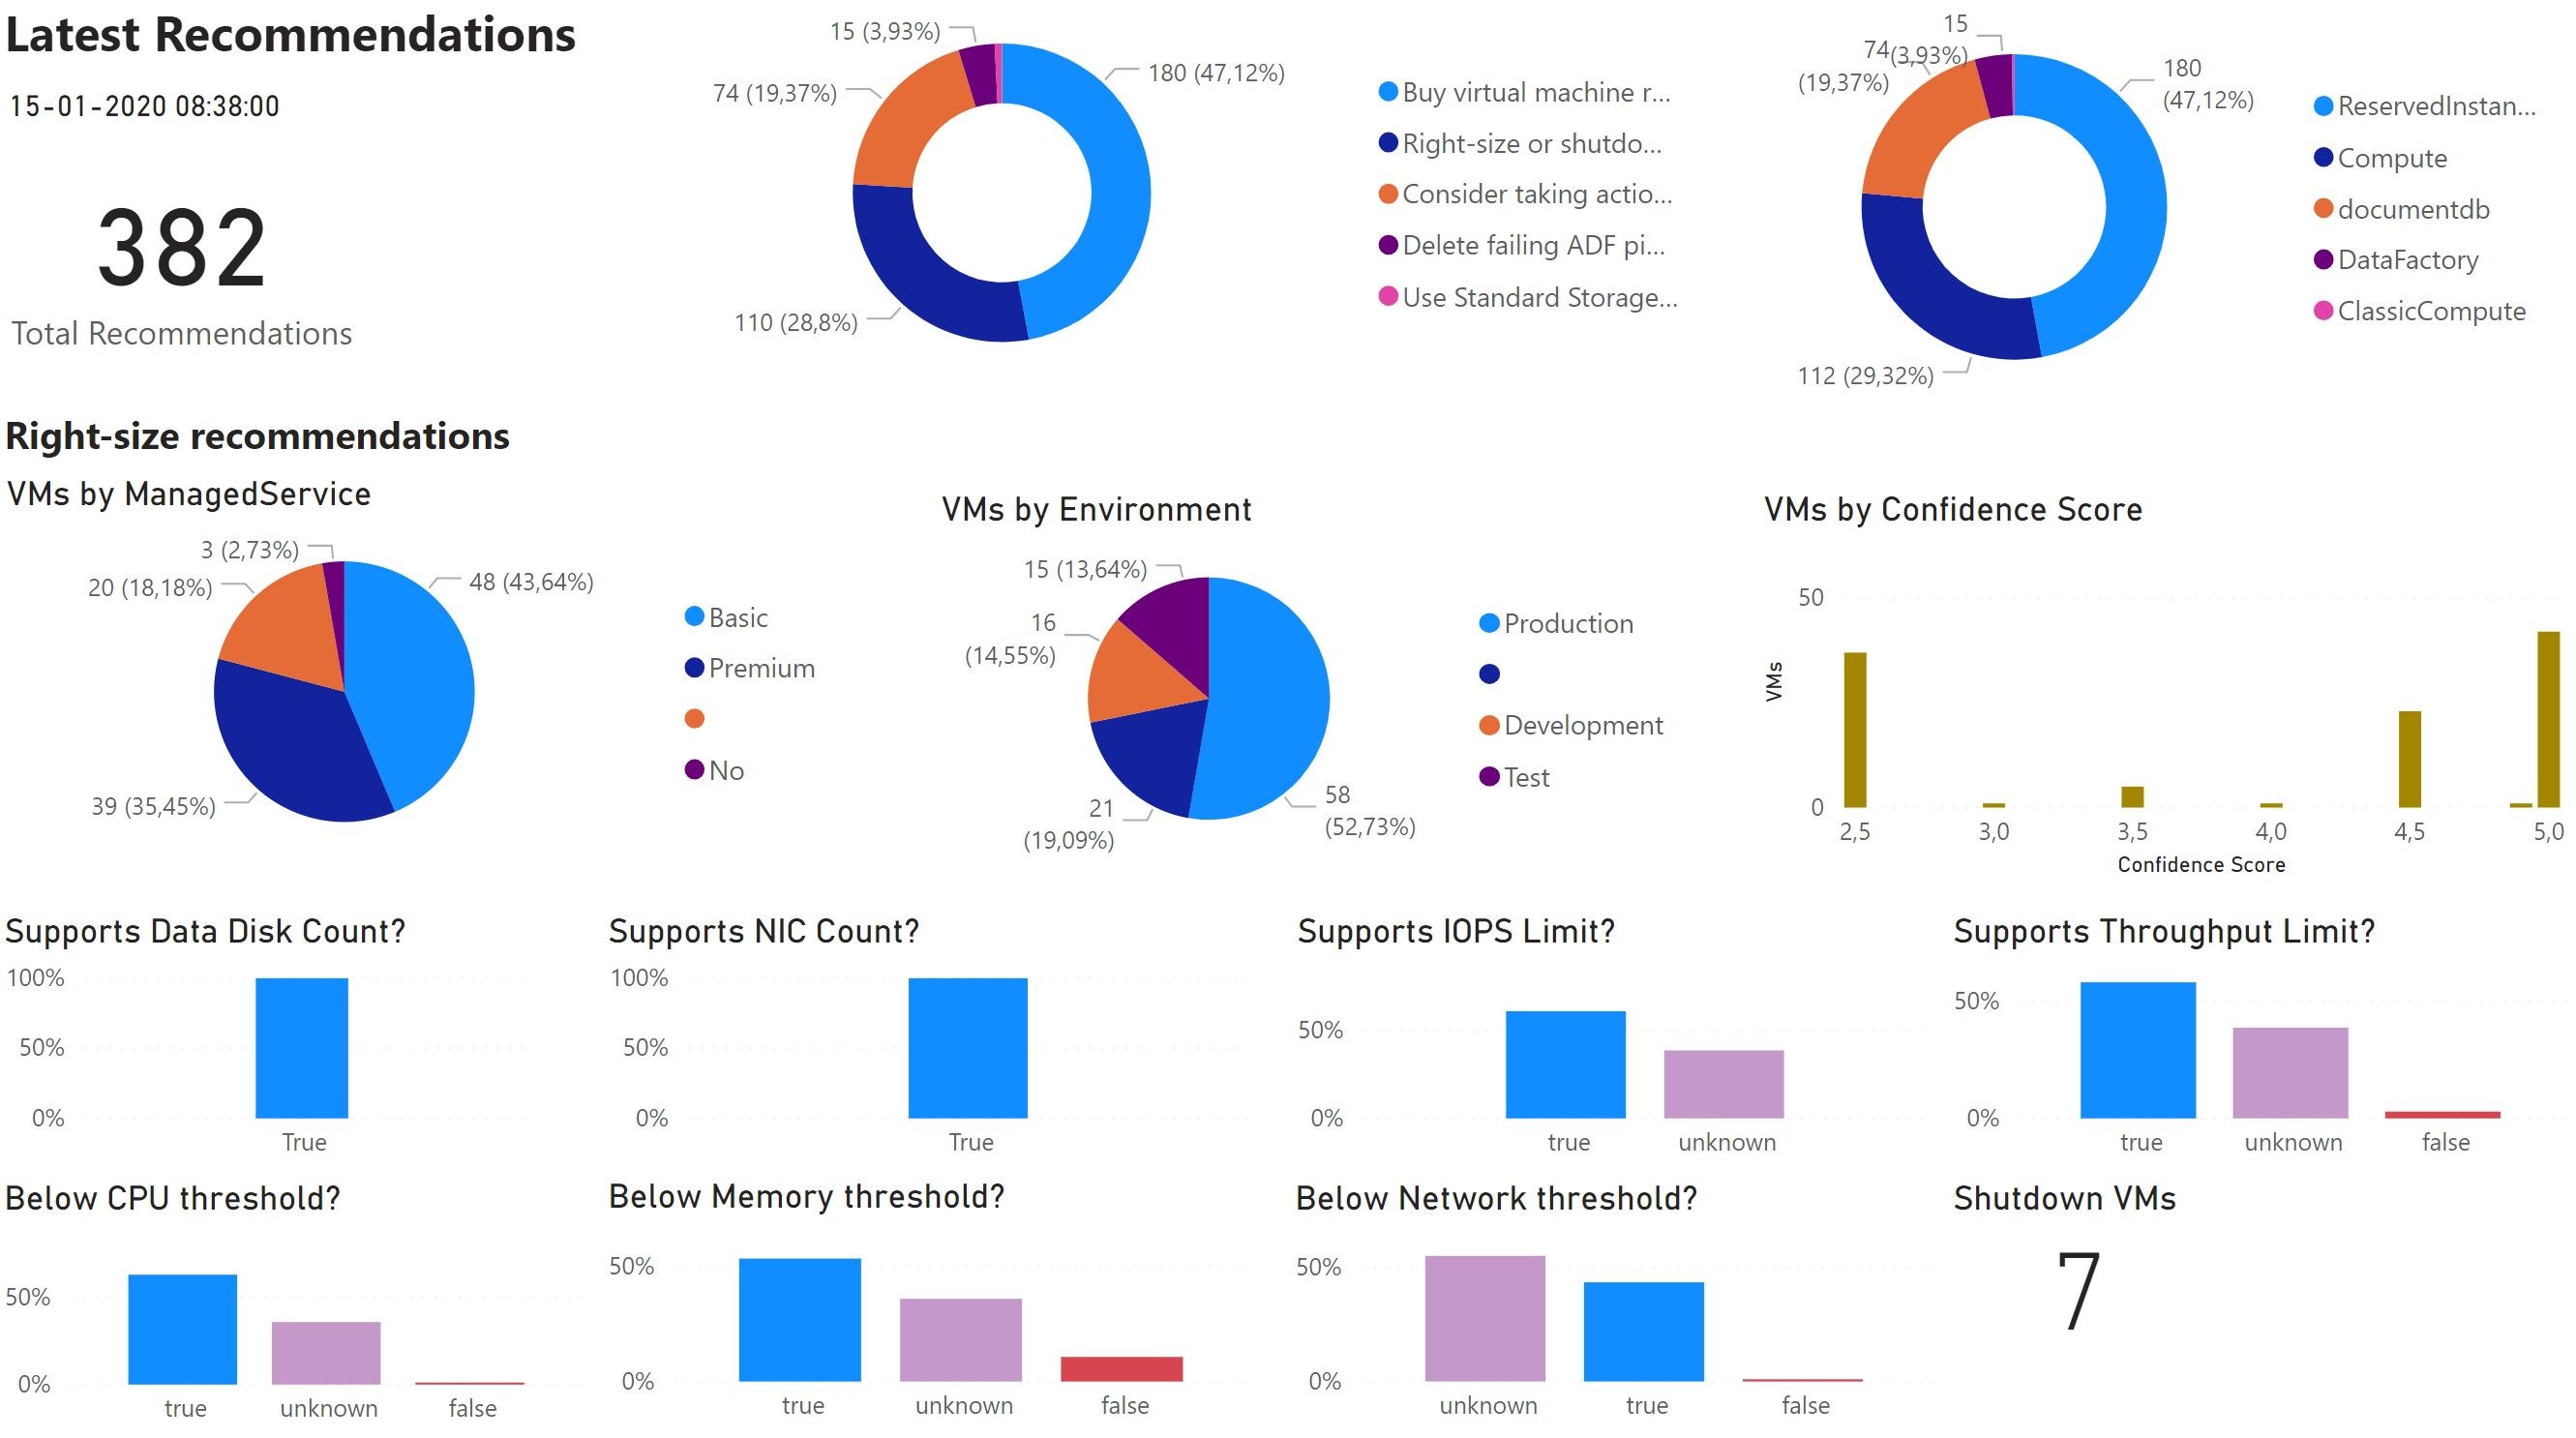 Latest Recommendations
15-01-2020 08:38:00
382
Total Recommendations
15 (3,93%)
74 (19,37%)
180 (47,12%)
110 (28,8%)
Buy virtual machine r...
Right-size or shutdo...
Consider taking actio...
Delete failing ADF pi...
Use Standard Storage...
15
(3,93%)
74
(19,37%)
180
(47,12%)
112 (29,32%)
ReservedInstan...
Compute
documentdb
DataFactory
ClassicCompute
Right-size recommendations
VMs by ManagedService
3 (2,73%)
20 (18,18%)
48 (43,64%)
39 (35,45%)
Basic
Premium
No
VMs by Environment
15 (13,64%)
16
(14,55%)
21
(19,09%)
58
(52,73%)
Production
Development
Test
VMs by Confidence Score
50
VMs
0
2,5 3,0 3,5 4,0 4,5 5,0
Confidence Score
Supports Data Disk Count?
100%
50%
0%
True
Supports NIC Count?
100%
50%
0%
True
Supports IOPS Limit?
50%
0%
true unknown
Supports Throughput Limit?
50%
0%
true unknown false
Below CPU threshold?
50%
0%
true unknown false
Below Memory threshold?
50%
0%
true unknown false
Below Network threshold?
50%
0%
unknown true false
Shutdown VMs
7